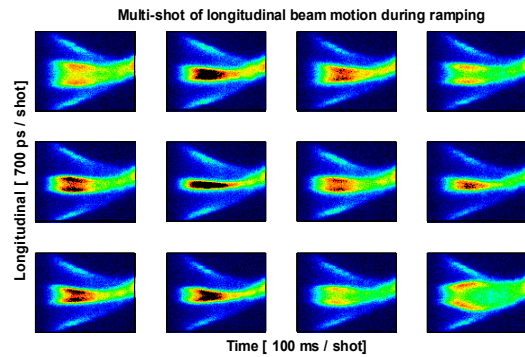 Multi-shot of longitudinal beam motion during ramping
Longitudinal [ 700 ps / shot]
Time [ 100 ms / shot]